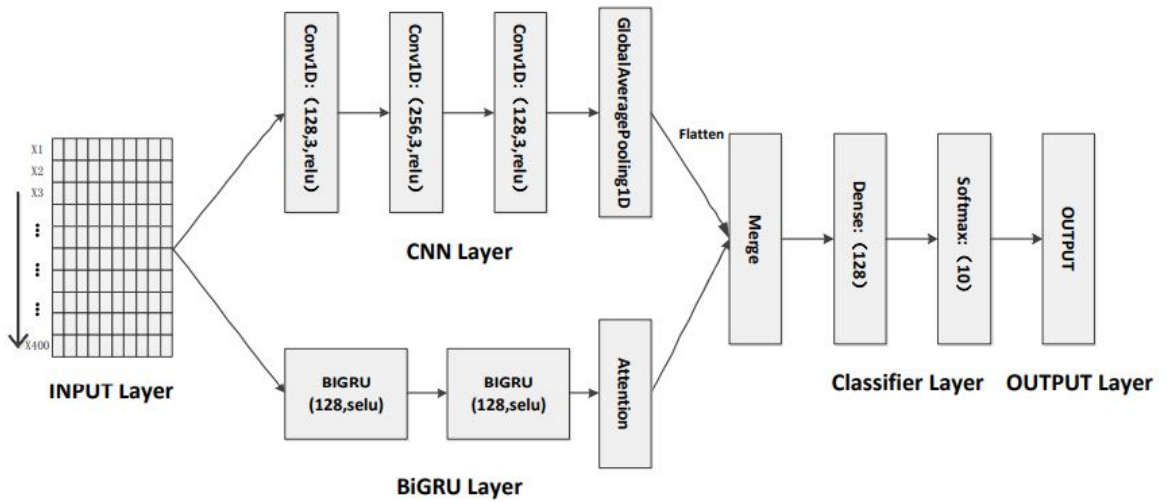 X1
X2
X3
...
...
...
X400
INPUT Layer
Conv1D: (128,3,relu)
Conv1D: (256,3,relu)
Conv1D: (128,3,relu)
GlobalAveragePooling1D
CNN Layer
Flatten
BIGRU
(128,selu)
BIGRU
(128,selu)
Attention
BiGRU Layer
Merge
Dense: (128)
Softmax: (10)
Classifier Layer
OUTPUT
OUTPUT Layer